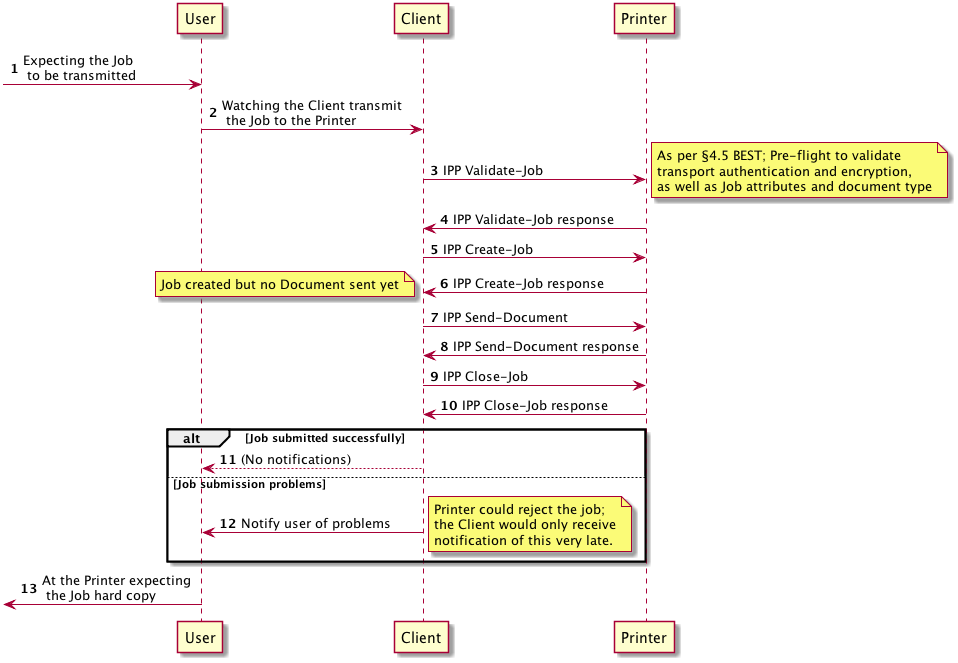 User
Client
Printer
1 Expecting the Job
to be transmitted
2 Watching the Client transmit
the Job to the Printer
3 IPP Validate-Job
As per §4.5 BEST; Pre-flight to validate
transport authentication and encryption,
as well as Job attributes and document type
4 IPP Validate-Job response
5 IPP Create-Job
Job created but no Document sent yet
6 IPP Create-Job response
7 IPP Send-Document
8 IPP Send-Document response
9 IPP Close-Job
10 IPP Close-Job response
alt
[Job submitted successfully]
11 (No notifications)
[Job submission problems]
12 Notify user of problems
Printer could reject the job;
the Client would only receive
notification of this very late.
13 At the Printer expecting
the Job hard copy
User
Client
Printer